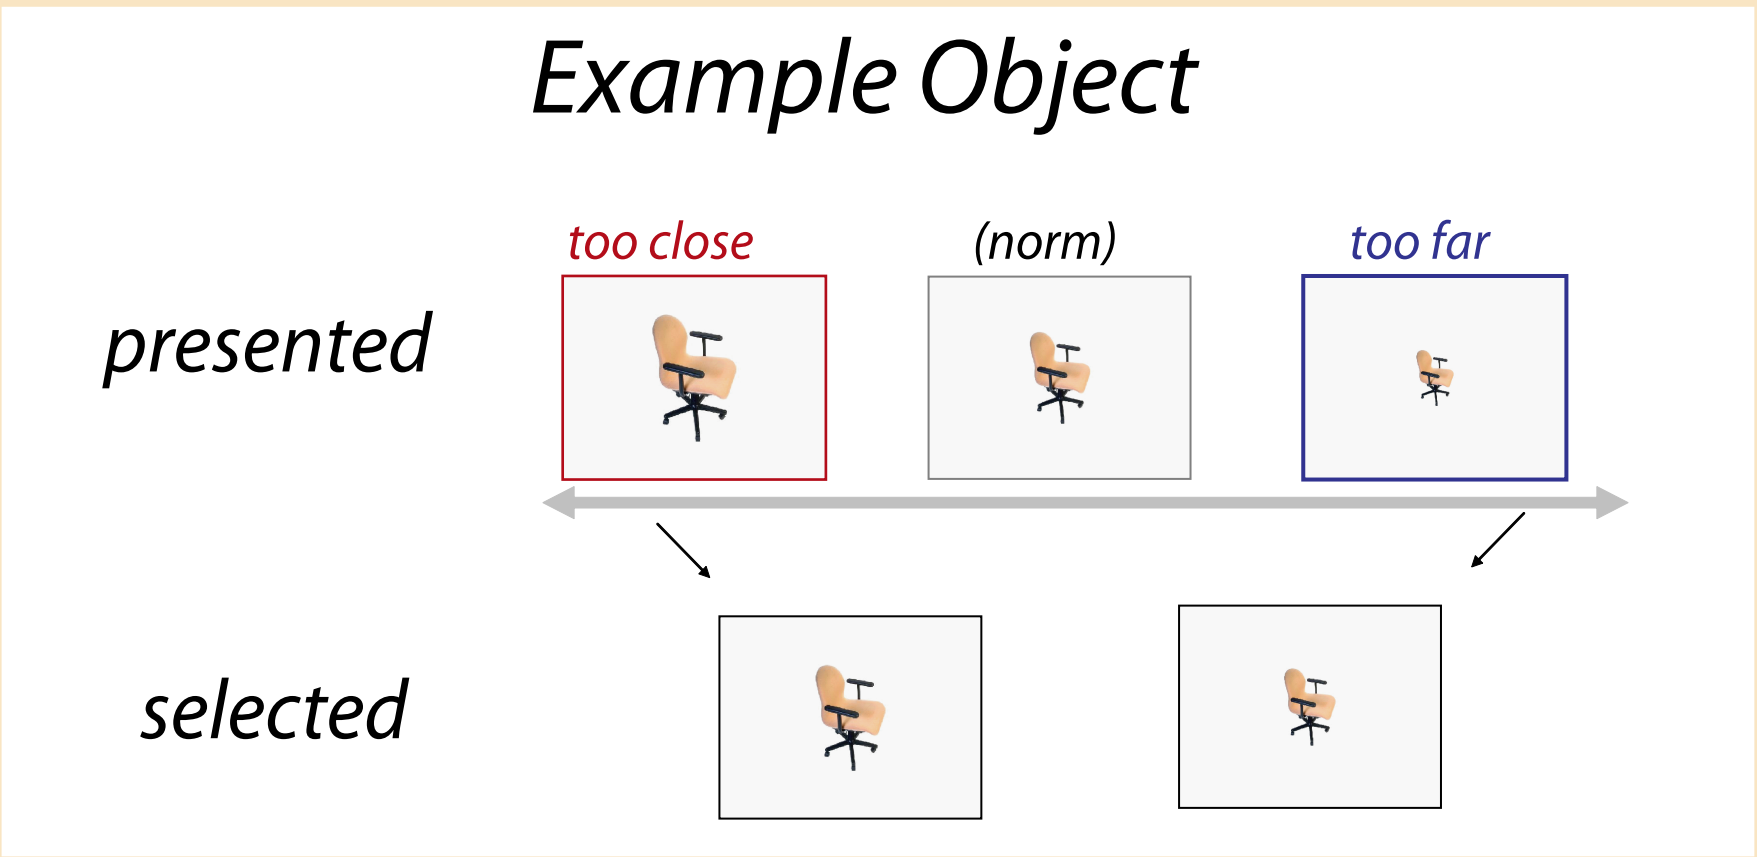 Example Object
too close
(norm)
too far
presented
selected